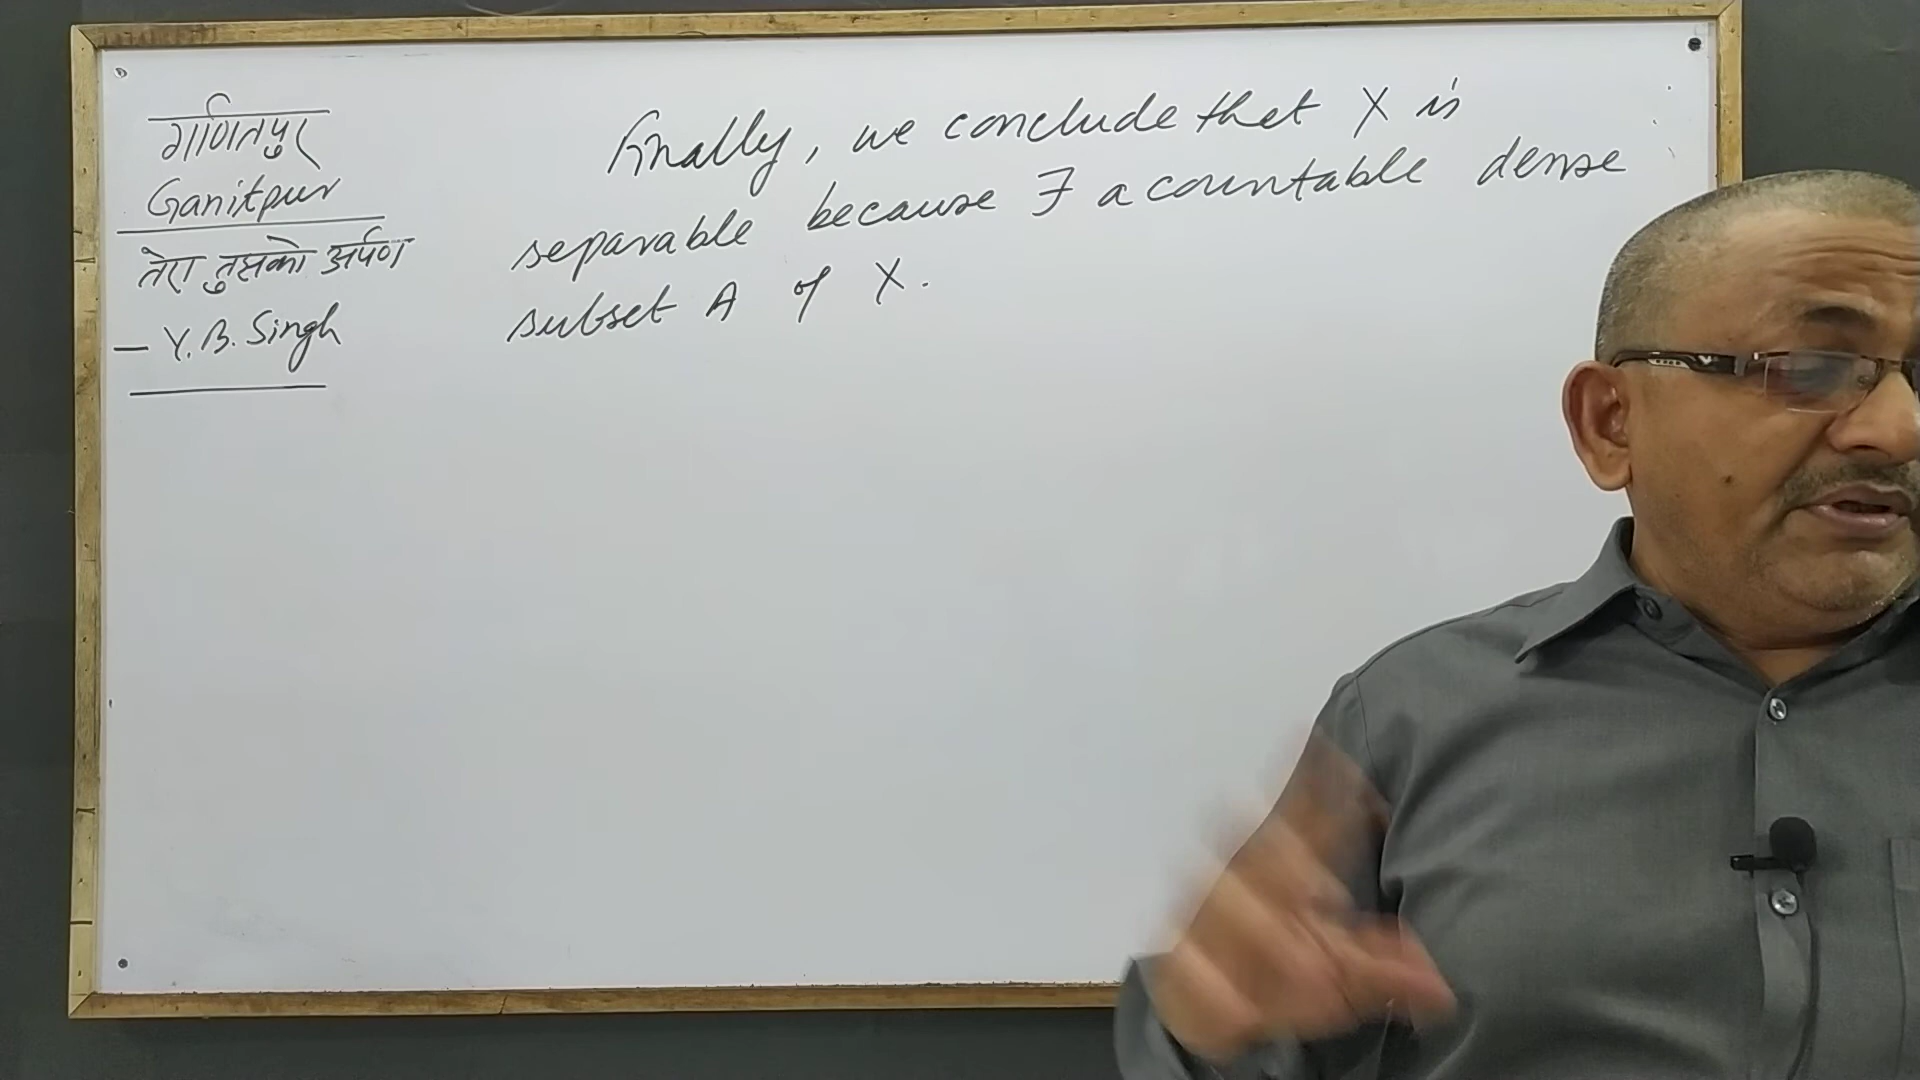 गणितपुर
Ganitpur
तेरा तुझको अर्पण
– Y. B. Singh
Finally, we conclude that X is
separable because ∃ a countable dense
subset A of X.